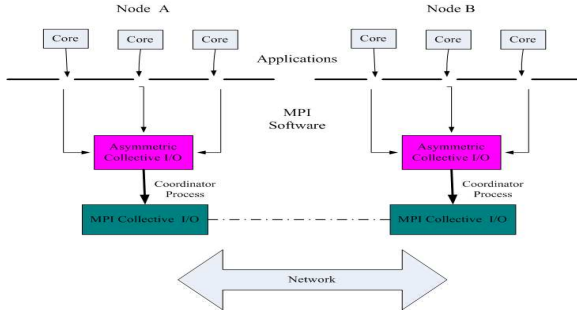 Node A
Node B
Core
Core
Core
Core
Core
Core
Applications
MPI
Software
Asymmetric
Collective I/O
Asymmetric
Collective I/O
Coordinator
Process
Coordinator
Process
MPI Collective I/O
MPI Collective I/O
Network